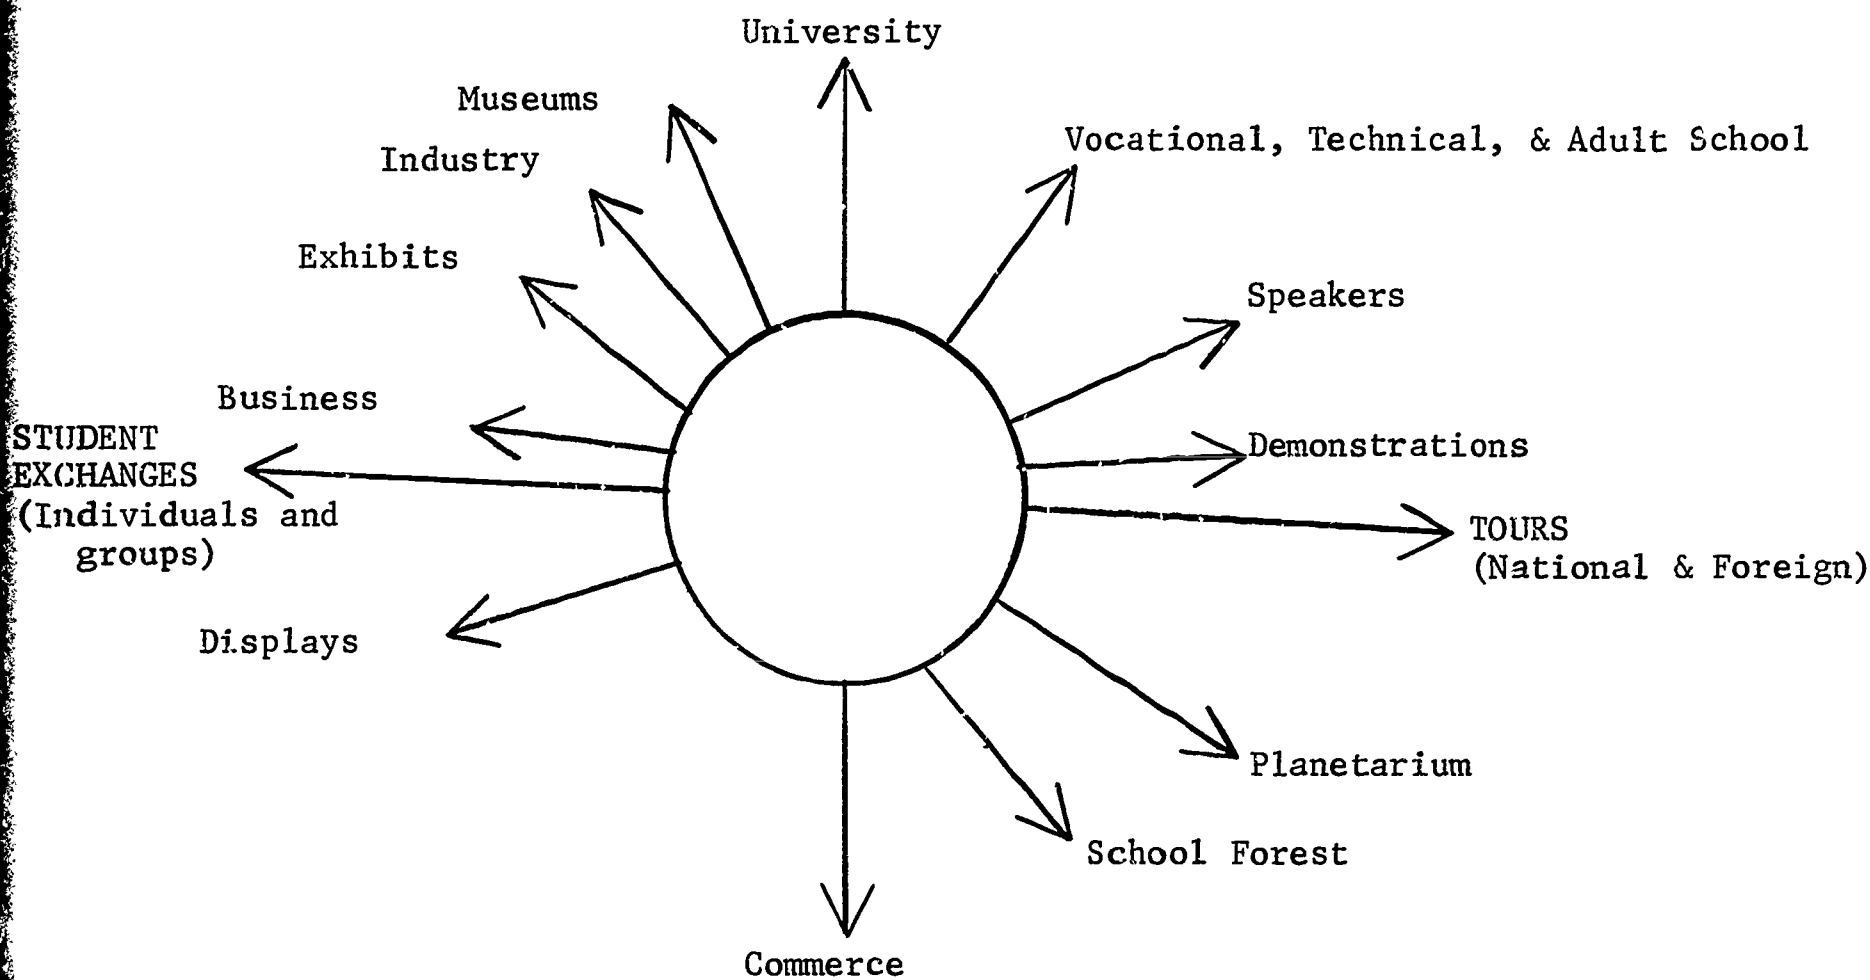 University
Museums
Vocational, Technical, & Adult School
Industry
Exhibits
Speakers
Business
STUDENT
EXCHANGES
(Individuals and
groups)
Demonstrations
TOURS
(National & Foreign)
Displays
Planetarium
School Forest
Commerce